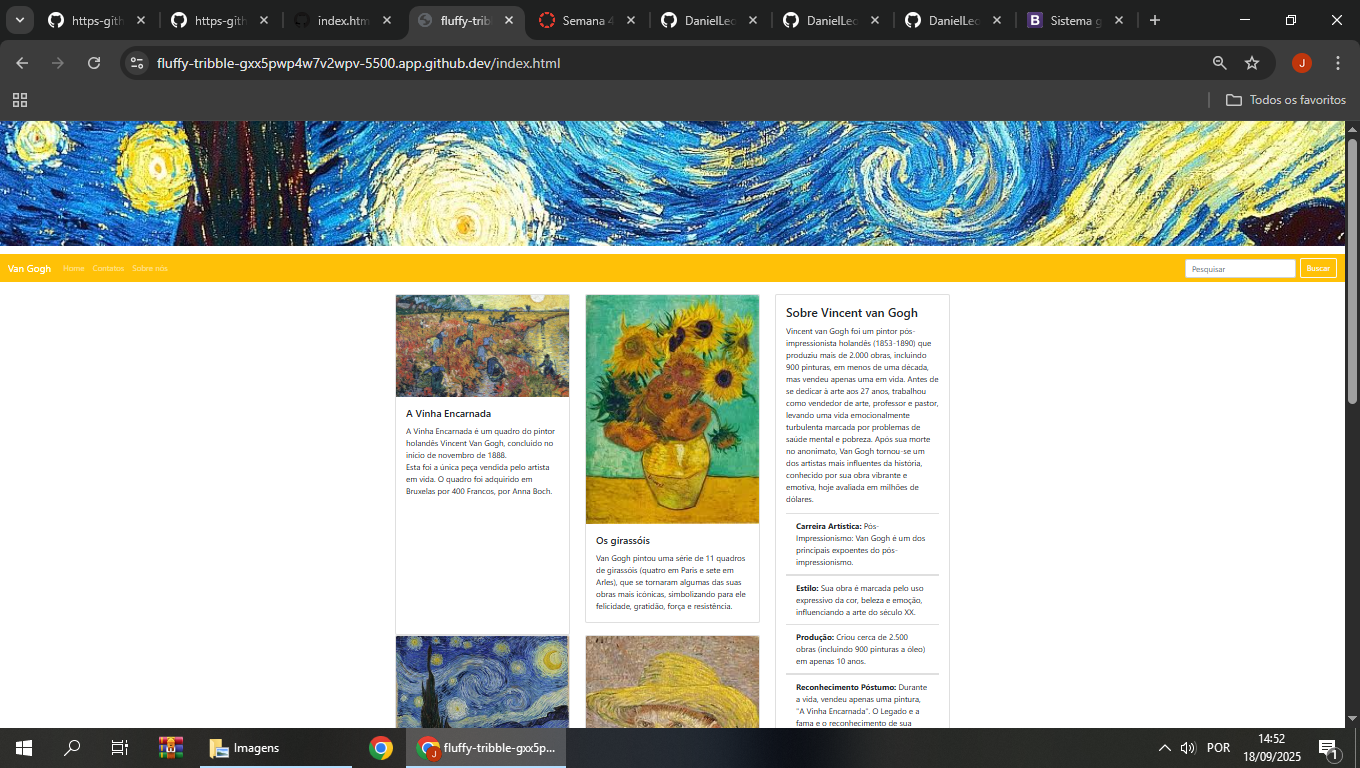 https-gith
https-gith
index.htm
fluffy-trib
Semana 4
DanielLec
DanielLec
DanielLec
Sistema g
fluffy-tribble-gxx5pwp4w7v2wpv-5500.app.github.dev/index.html
J
Todos os favoritos
Van Gogh Home Contatos Sobre nós Pesquisar Buscar
A Vinha Encarnada
A Vinha Encarnada é um quadro do pintor
holandês Vincent Van Gogh, concluído no
início de novembro de 1888.
Esta foi a única peça vendida pelo artista
em vida. O quadro foi adquirido em
Bruxelas por 400 Francos, por Anna Boch.
Os girassóis
Van Gogh pintou uma série de 11 quadros
de girassóis (quatro em Paris e sete em
Arles), que se tornaram algumas das suas
obras mais icónicas, simbolizando para ele
felicidade, gratidão, força e resistência.
Sobre Vincent van Gogh
Vincent van Gogh foi um pintor pós-
impressionista holandês (1853-1890) que
produziu mais de 2.000 obras, incluindo
900 pinturas, em menos de uma década,
mas vendeu apenas uma em vida. Antes de
se dedicar à arte aos 27 anos, trabalhou
como vendedor de arte, professor e pastor,
levando uma vida emocionalmente
turbulenta marcada por problemas de
saúde mental e pobreza. Após sua morte
no anonimato, Van Gogh tornou-se um
dos artistas mais influentes da história,
conhecido por sua obra vibrante e
emotiva, hoje avaliada em milhões de
dólares.
Carreira Artística: Pós-
Impressionismo: Van Gogh é um dos
principais expoentes do pós-
impressionismo.
Estilo: Sua obra é marcada pelo uso
expressivo da cor, beleza e emoção,
influenciando a arte do século XX.
Produção: Criou cerca de 2.500
obras (incluindo 900 pinturas a óleo)
em apenas 10 anos.
Reconhecimento Póstumo: Durante
a vida, vendeu apenas uma pintura,
"A Vinha Encarnada". O Legado e a
fama e o reconhecimento de sua
Imagens
fluffy-tribble-gxx5p...
POR
14:52
18/09/2025
1